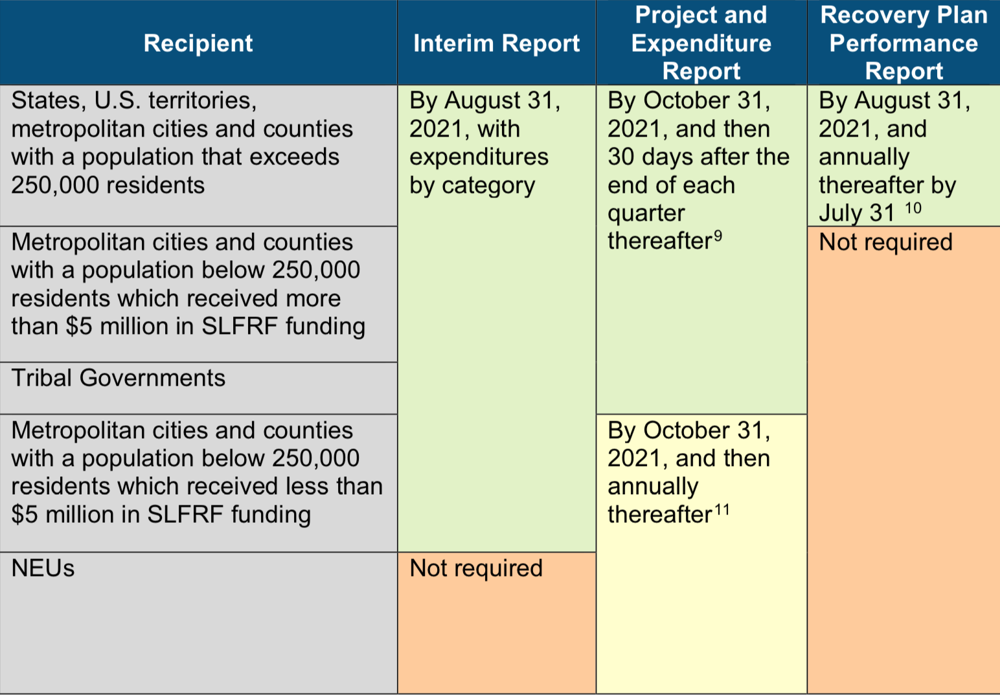 Recipient
Interim Report
Project and
Expenditure
Report
Recovery Plan
Performance
Report
States, U.S. territories,
metropolitan cities and counties
with a population that exceeds
250,000 residents
By August 31,
2021, with
expenditures
by category
By October 31,
2021, and then
30 days after the
end of each
quarter
thereafter⁹
By August 31,
2021, and
annually
thereafter by
July 31 ¹⁰
Metropolitan cities and counties
with a population below 250,000
residents which received more
than $5 million in SLFRF funding
Not required
Tribal Governments
Metropolitan cities and counties
with a population below 250,000
residents which received less than
$5 million in SLFRF funding
By October 31,
2021, and then
annually
thereafter¹¹
NEUs
Not required